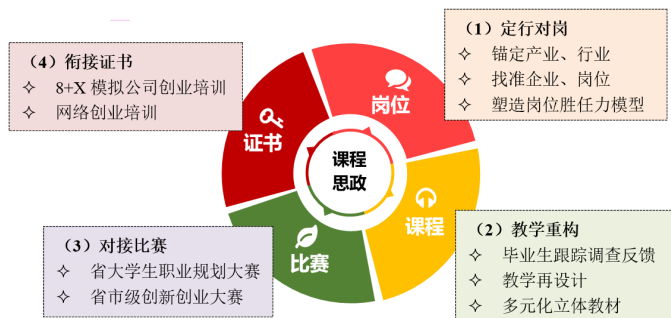 （1）定行对岗
锚定产业、行业
找准企业、岗位
塑造岗位胜任力模型
（4）衔接证书
8+X 模拟公司创业培训
网络创业培训
岗位
证书
课程
思政
课程
比赛
（2）教学重构
毕业生跟踪调查反馈
教学再设计
多元化立体教材
（3）对接比赛
省大学生职业规划大赛
省市级创新创业大赛